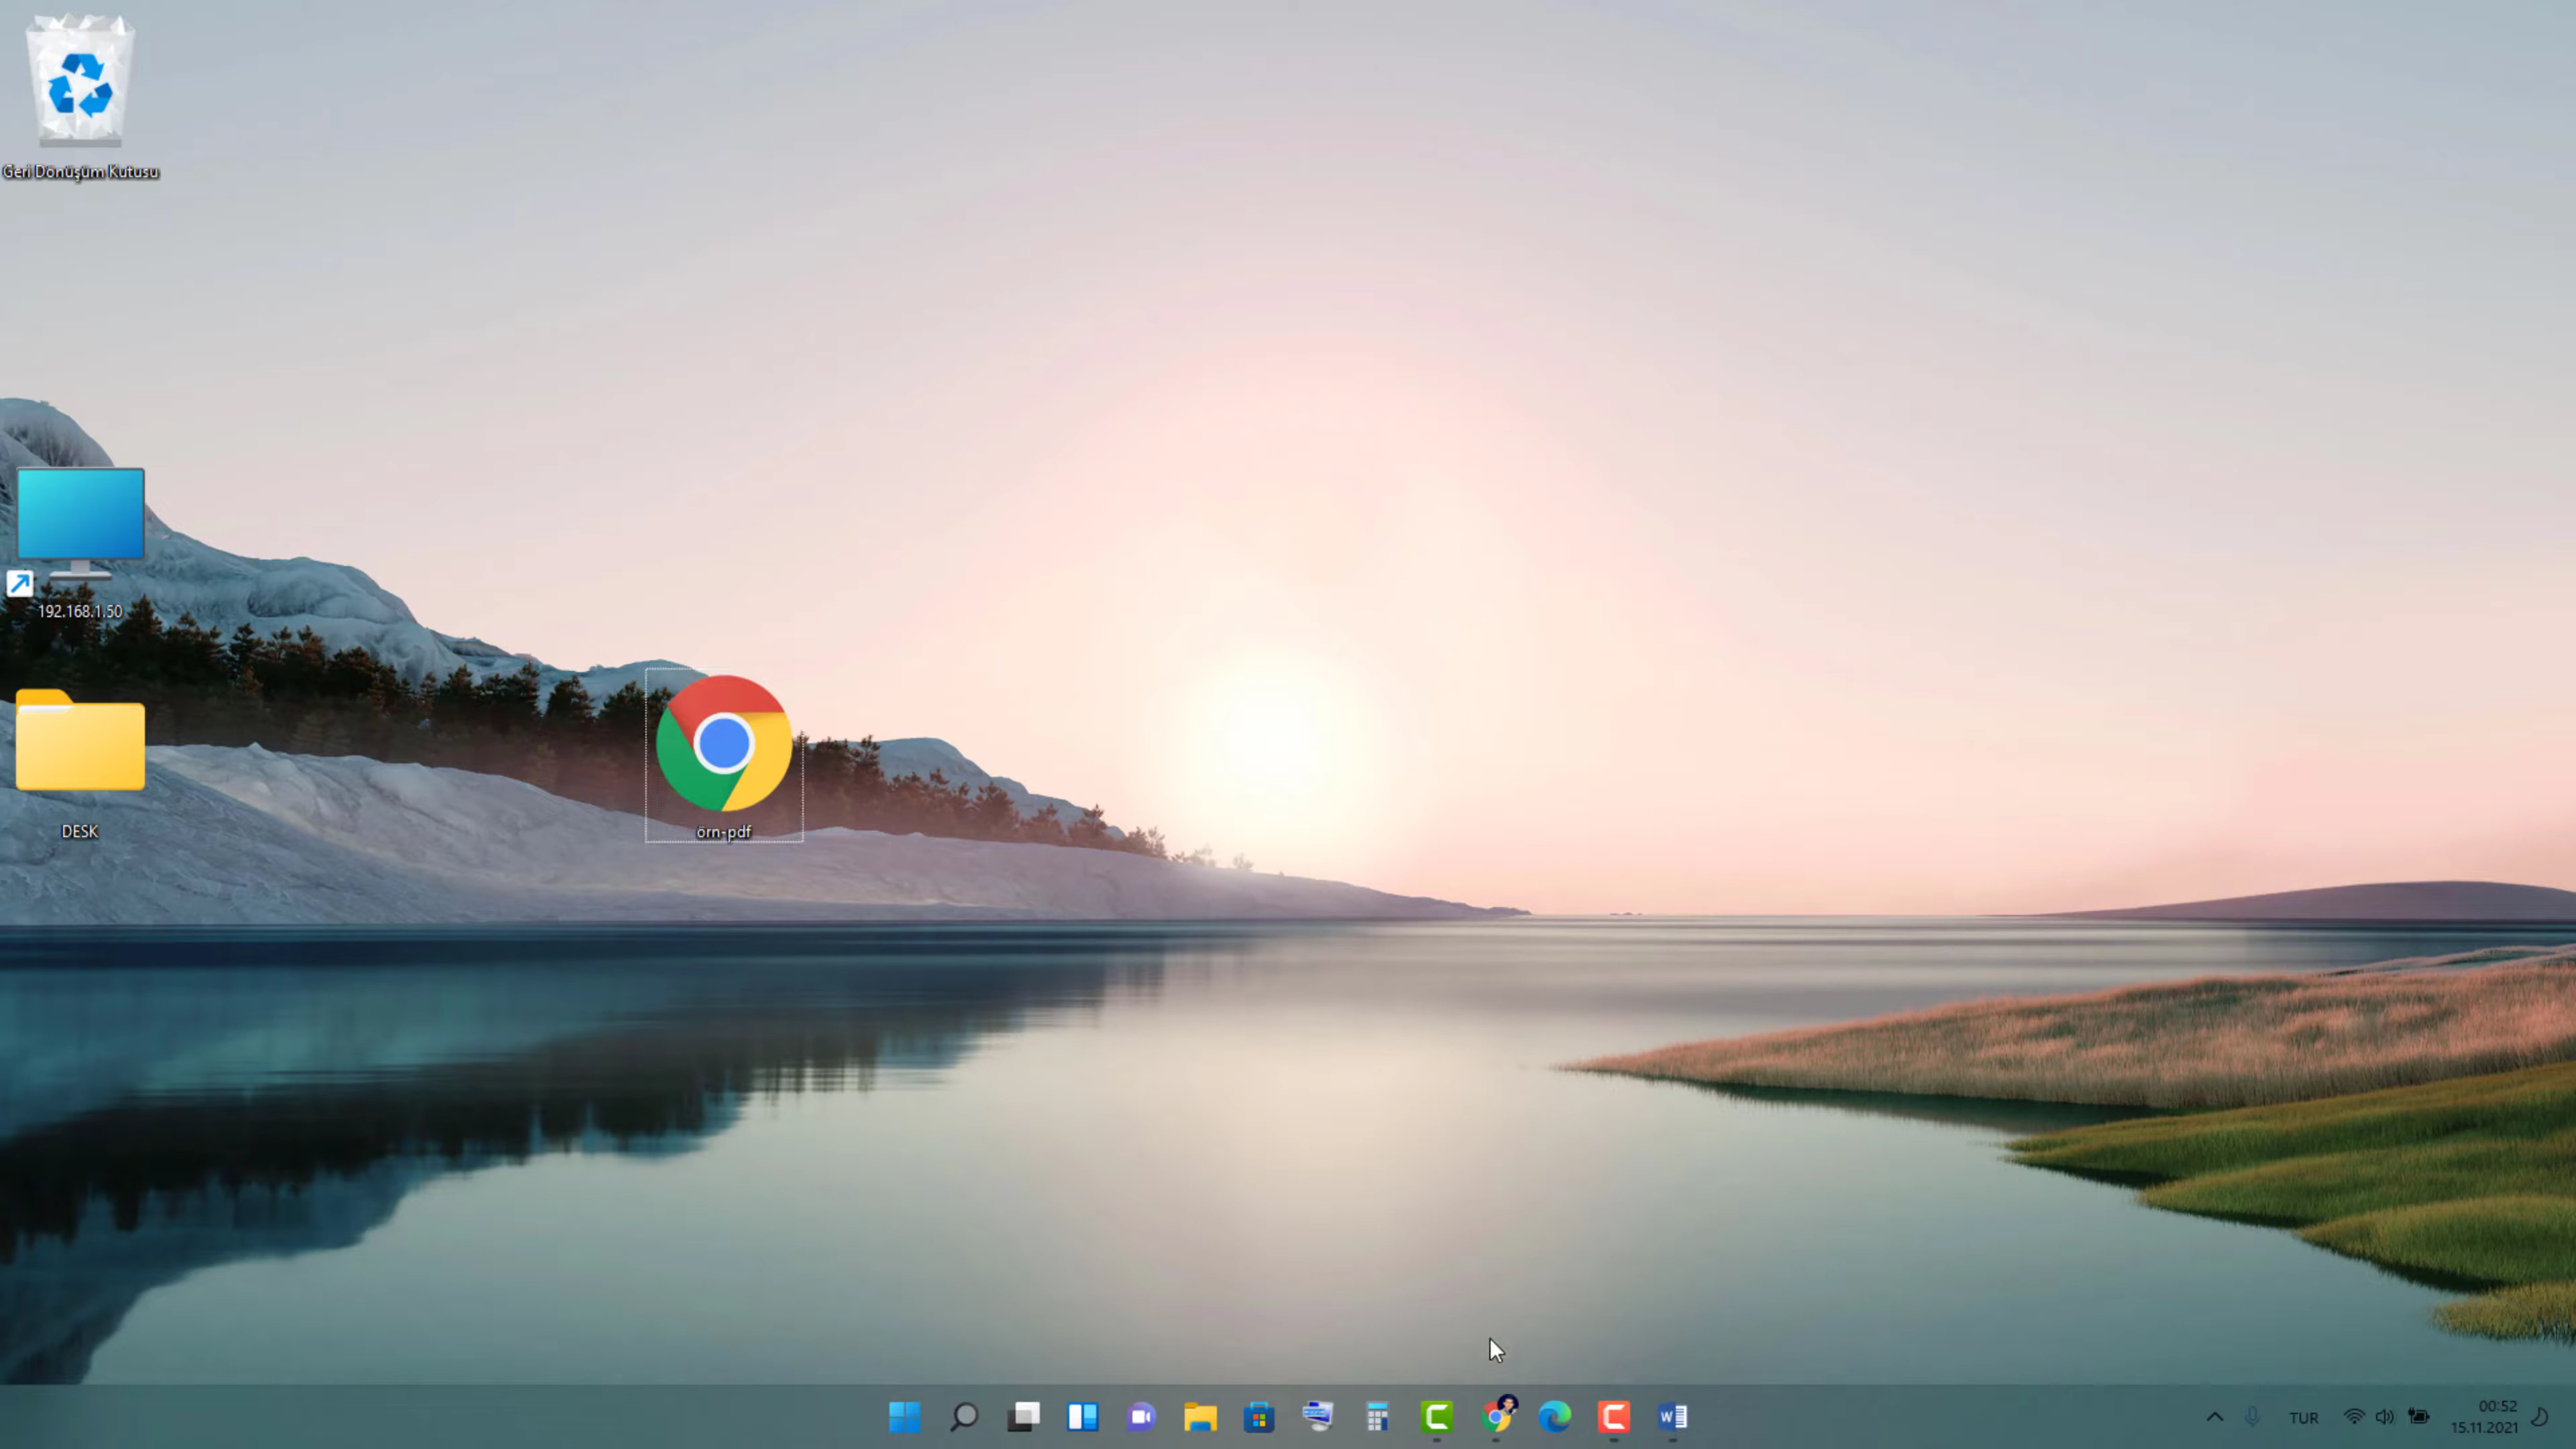 Geri Dönüşüm Kutusu
192.168.1.50
DESK
örn-pdf
TUR
00:52
15.11.2021